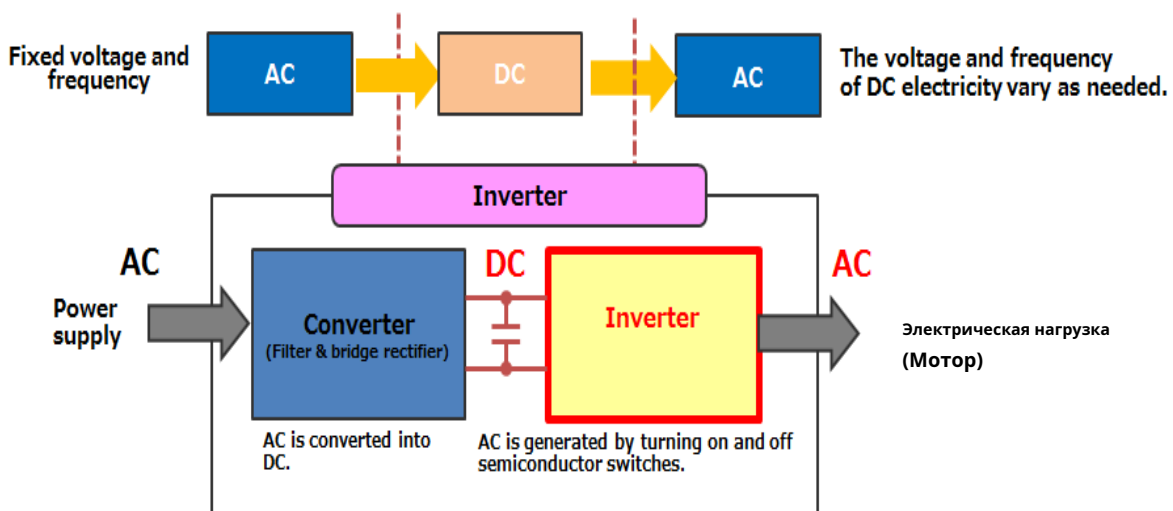 Fixed voltage and
frequency
AC
DC
AC
The voltage and frequency
of DC electricity vary as needed.
Inverter
AC
Power
supply
Converter
(Filter & bridge rectifier)
DC
Inverter
AC
Электрическая нагрузка
(Мотор)
AC is converted into
DC.
AC is generated by turning on and off
semiconductor switches.